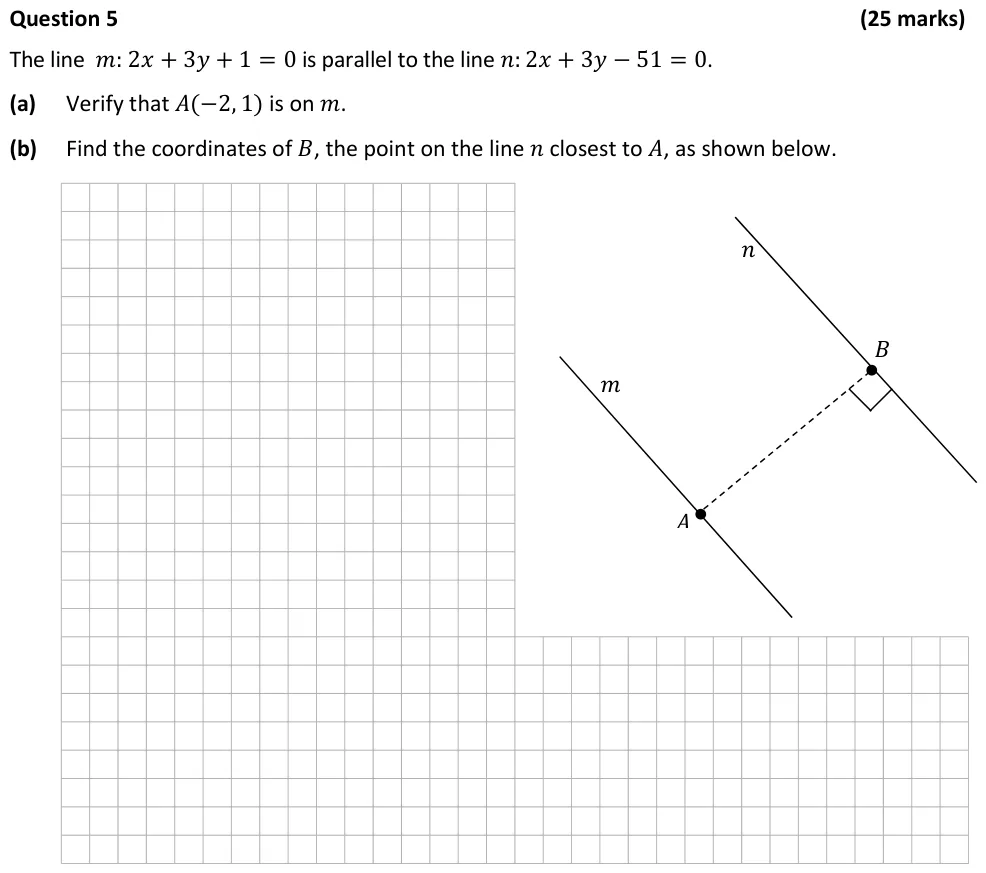 Question 5 (25 marks)
The line m: 2x + 3y + 1 = 0 is parallel to the line n: 2x + 3y − 51 = 0.
(a) Verify that A(−2, 1) is on m.
(b) Find the coordinates of B, the point on the line n closest to A, as shown below.
n
B
m
A